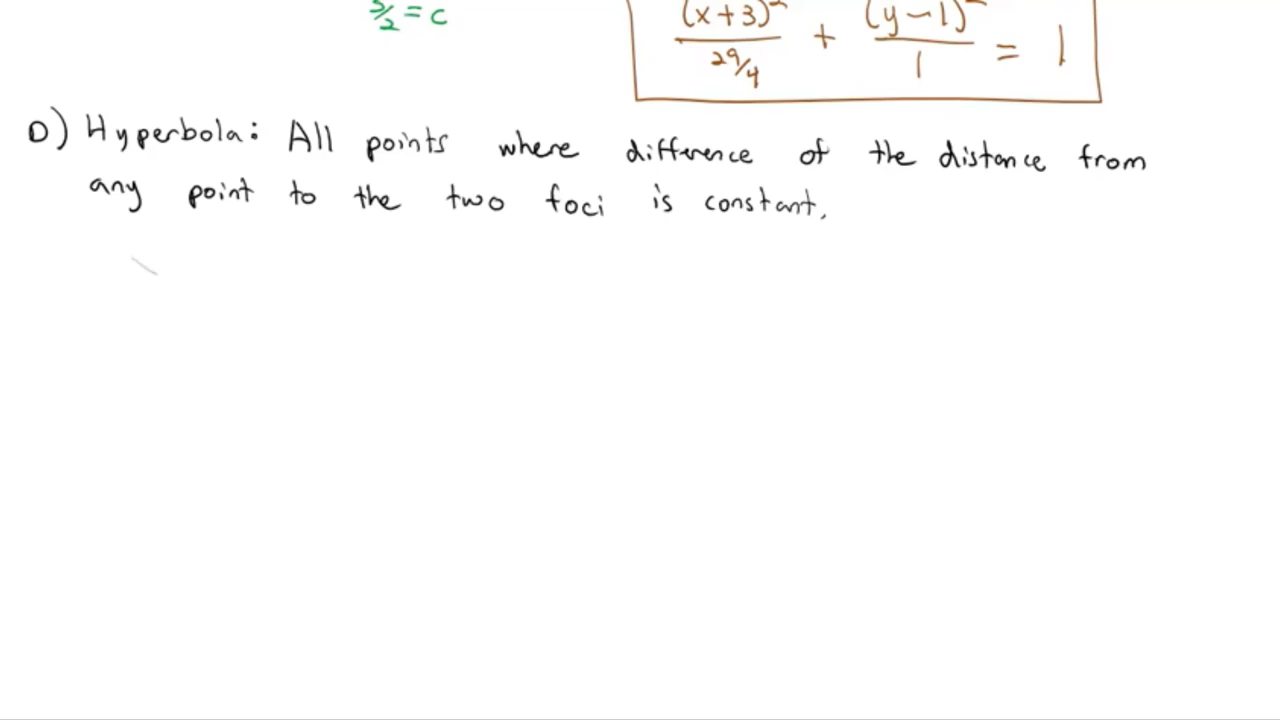 5/2 = c
(x+3)²/29/4 + (y-1)²/1 = 1
D) Hyperbola: All points where difference of the distance from
any point to the two foci is constant.